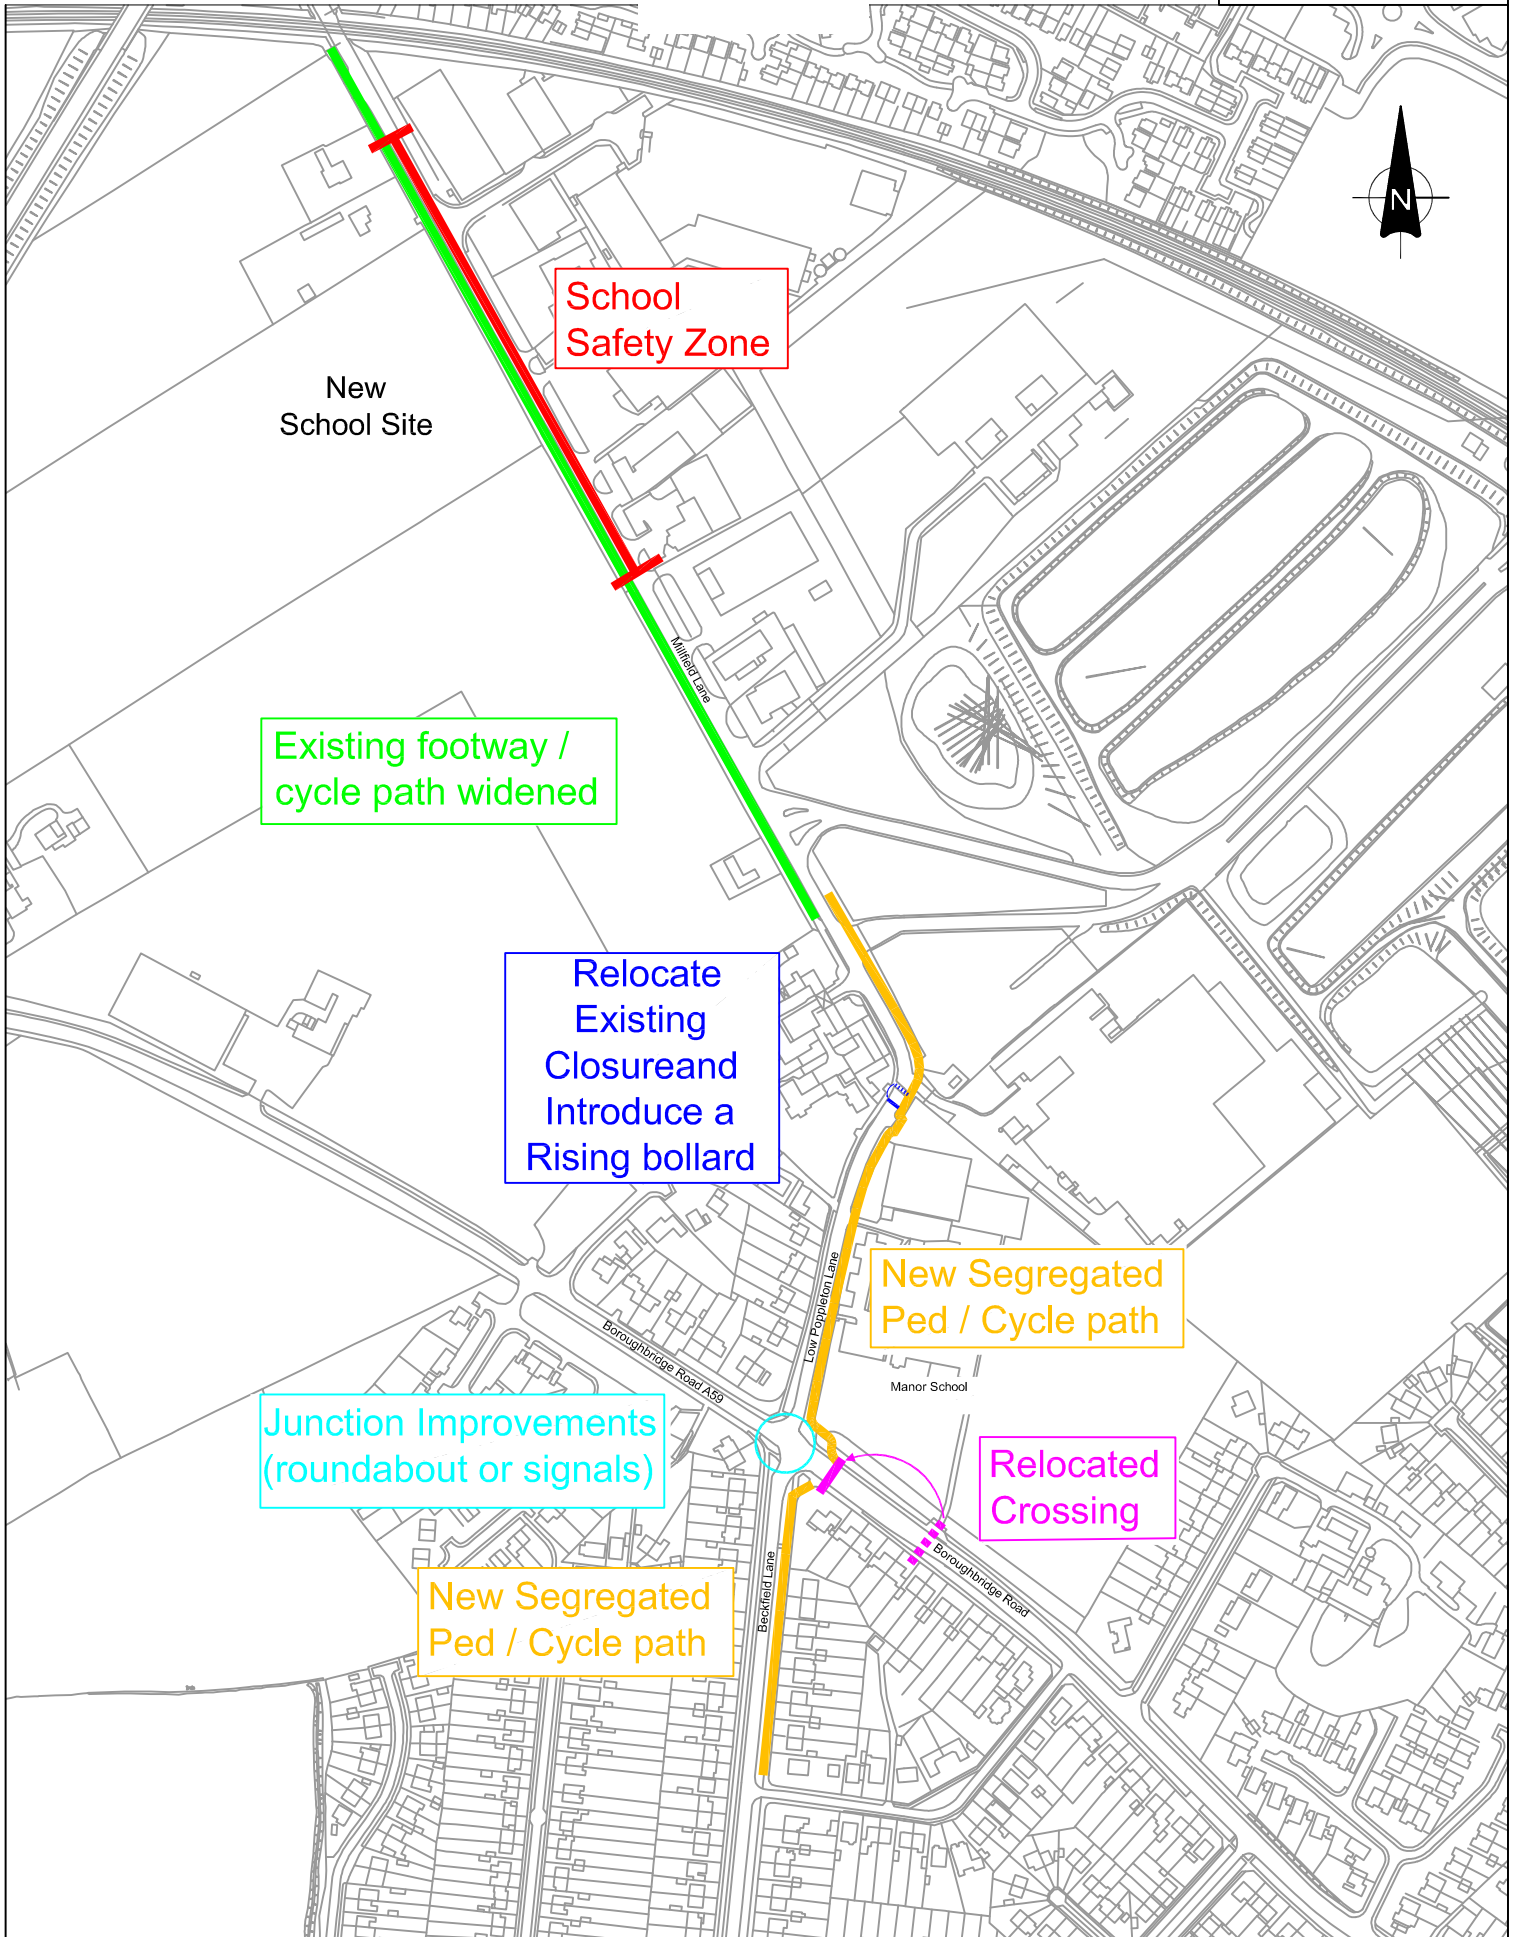 N
School
Safety Zone
New
School Site
Millfield Lane
Existing footway /
cycle path widened
Relocate
Existing
Closureand
Introduce a
Rising bollard
New Segregated
Ped / Cycle path
Low Poppleton Lane
Boroughbridge Road A59
Manor School
Junction Improvements
(roundabout or signals)
Relocated
Crossing
Boroughbridge Road
Beckfield Lane
New Segregated
Ped / Cycle path